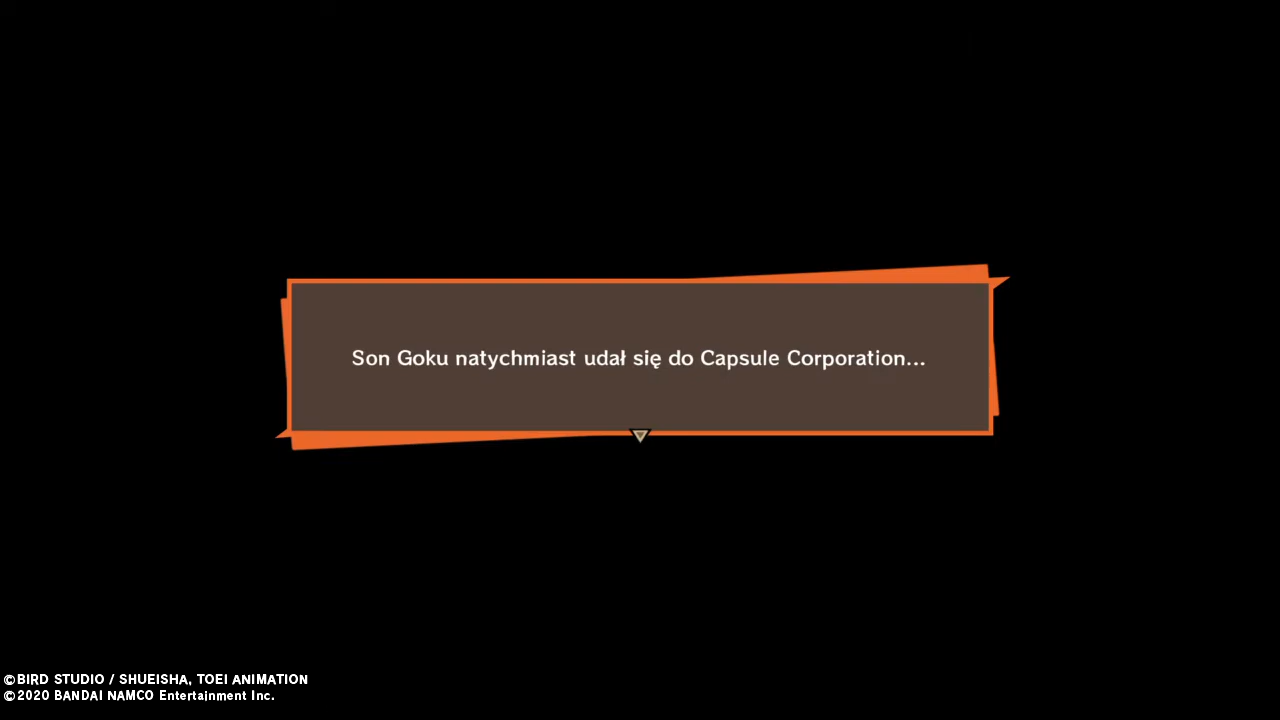 Son Goku natychmiast udał się do Capsule Corporation...
©BIRD STUDIO / SHUEISHA, TOEI ANIMATION
©2020 BANDAI NAMCO Entertainment Inc.